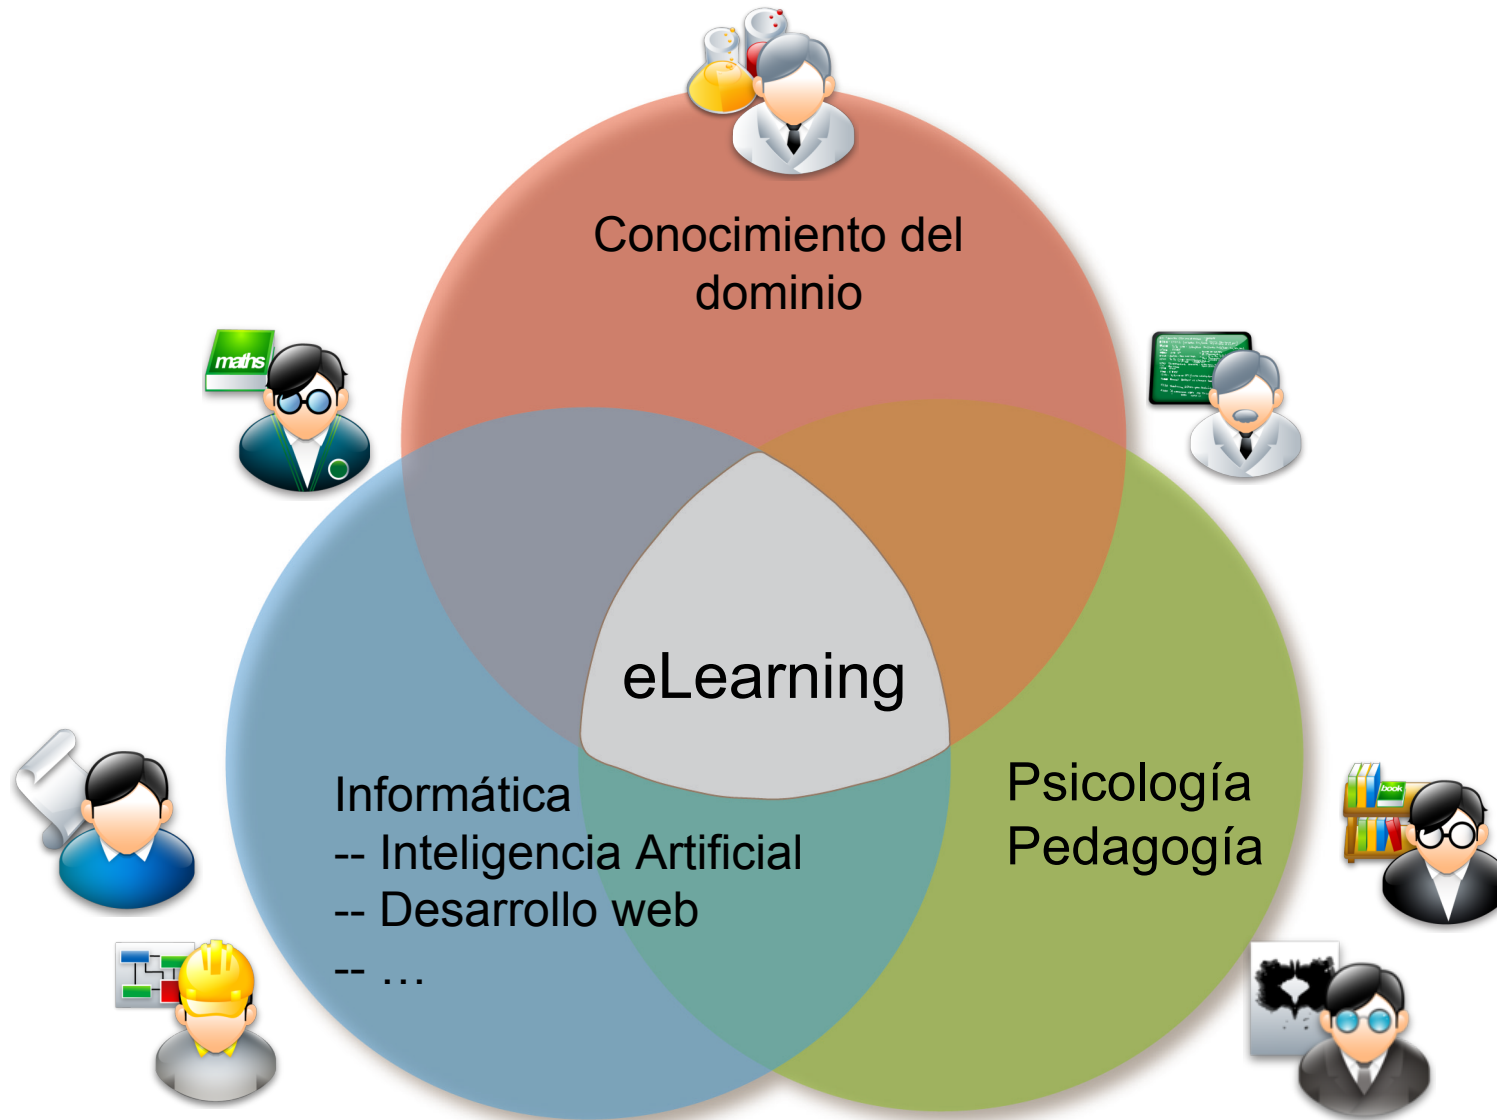 Conocimiento del
dominio
maths
eLearning
Informática
-- Inteligencia Artificial
-- Desarrollo web
-- …
Psicología
Pedagogía
book